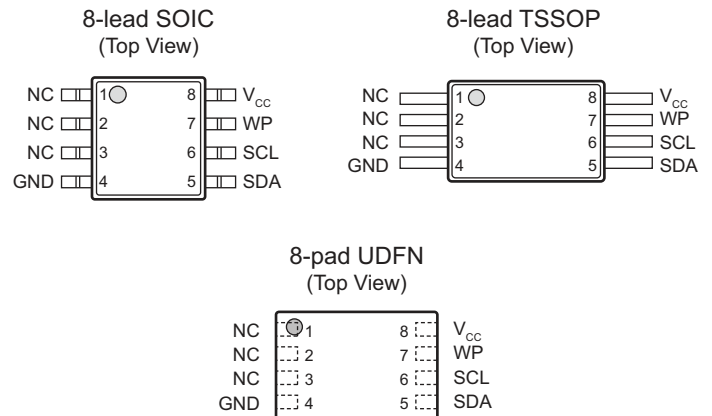 8-lead SOIC
(Top View)
NC 1 8 VCC
NC 2 7 WP
NC 3 6 SCL
GND 4 5 SDA
8-lead TSSOP
(Top View)
NC 1 8 VCC
NC 2 7 WP
NC 3 6 SCL
GND 4 5 SDA
8-pad UDFN
(Top View)
NC 1 8 VCC
NC 2 7 WP
NC 3 6 SCL
GND 4 5 SDA